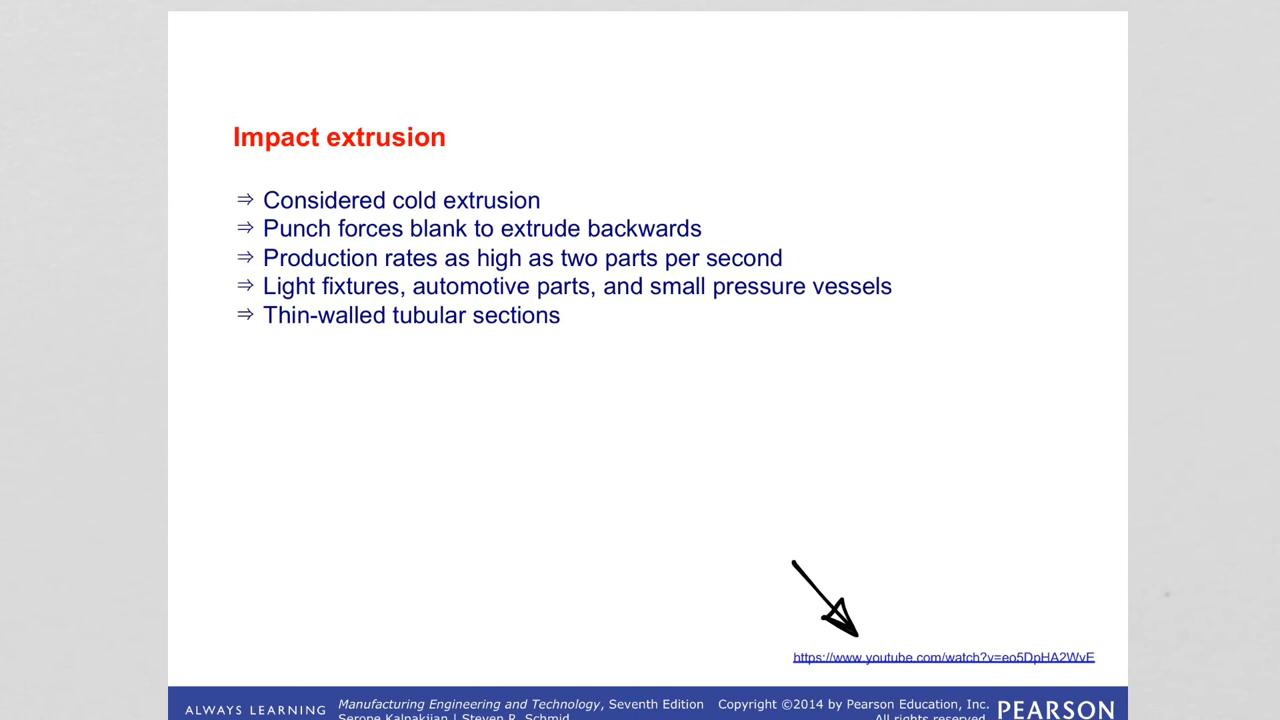 Impact extrusion
⇒ Considered cold extrusion
⇒ Punch forces blank to extrude backwards
⇒ Production rates as high as two parts per second
⇒ Light fixtures, automotive parts, and small pressure vessels
⇒ Thin-walled tubular sections
https://www.youtube.com/watch?v=eo5DpHA2WvE
ALWAYS LEARNING
Manufacturing Engineering and Technology, Seventh Edition
Serope Kalpakjian | Steven R. Schmid
Copyright ©2014 by Pearson Education, Inc.
All rights reserved.
PEARSON